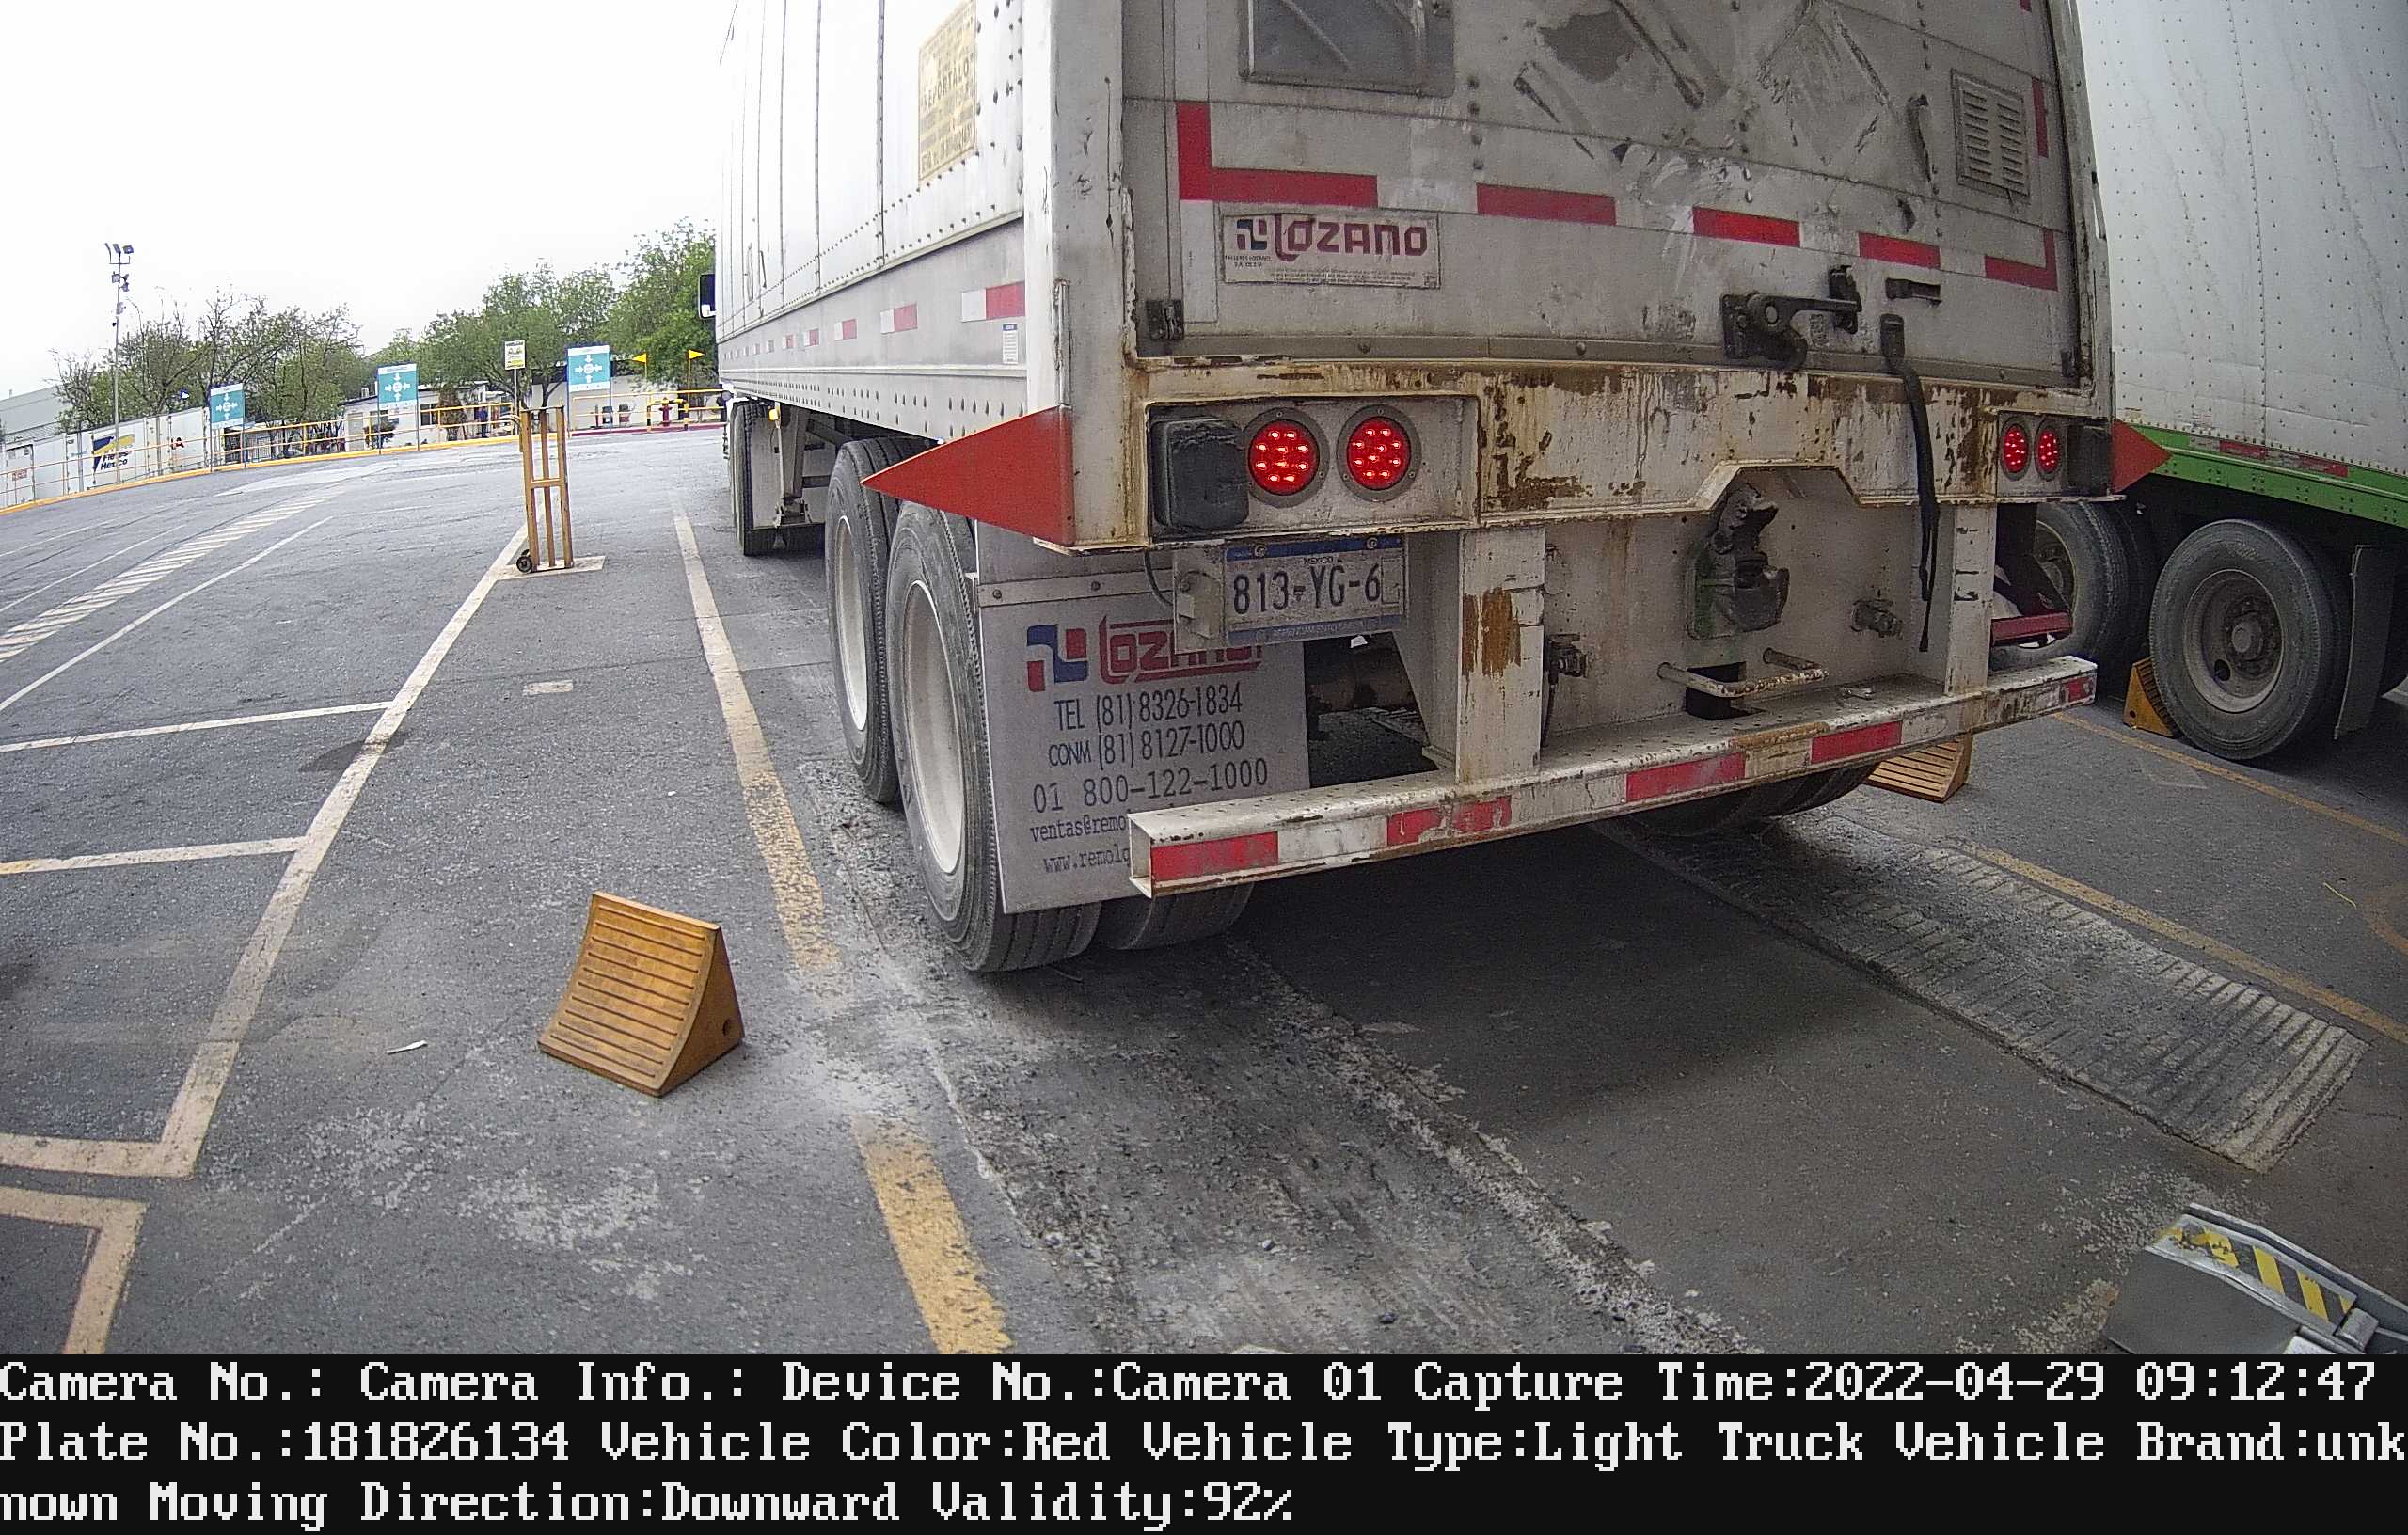 REPORTALO
LOZANO
MEXICO
813-YG-6
LOZANO
TEL (81) 8326-1834
CONM (81) 8127-1000
01 800-122-1000
ventas@remo
www.remolq
Fletes
Mexico
Camera No.: Camera Info.: Device No.:Camera 01 Capture Time:2022-04-29 09:12:47
Plate No.:181826134 Vehicle Color:Red Vehicle Type:Light Truck Vehicle Brand:unk
nown Moving Direction:Downward Validity:92%